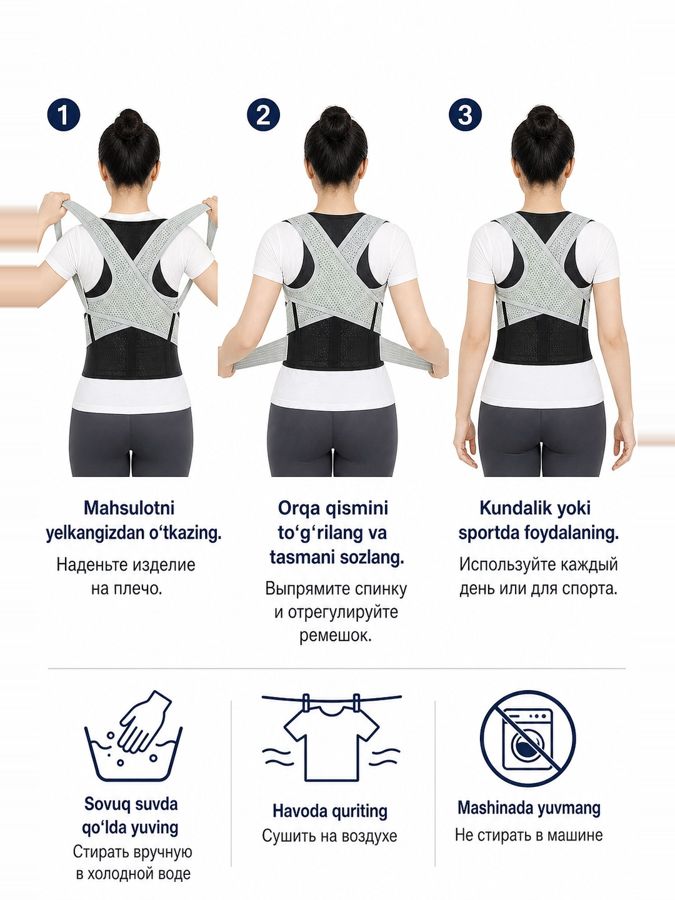 1
2
3
Mahsulotni
yelkangizdan o‘tkazing.
Наденьте изделие
на плечо.
Orqa qismini
to‘g‘rilang va
tasmani sozlang.
Выпрямите спинку
и отрегулируйте
ремешок.
Kundalik yoki
sportda foydalaning.
Используйте каждый
день или для спорта.
Sovuq suvda
qo‘lda yuving
Стирать вручную
в холодной воде
Havoda quriting
Сушить на воздухе
Mashinada yuvmang
Не стирать в машине